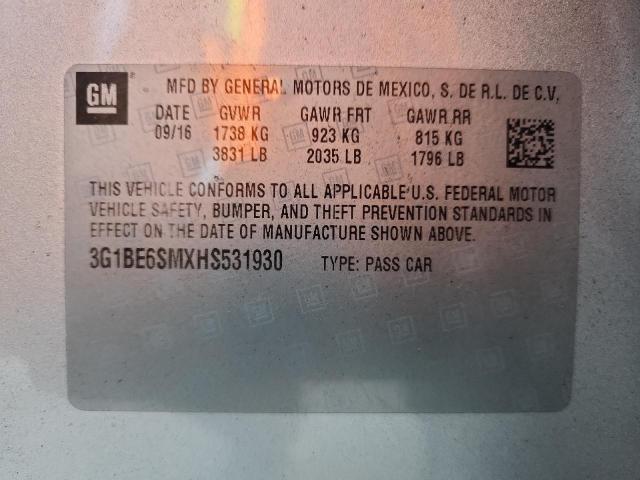 GM
MFD BY GENERAL MOTORS DE MEXICO, S. DE R.L. DE C.V.
DATE GVWR GAWR FRT GAWR RR
09/16 1738 KG 923 KG 815 KG
3831 LB 2035 LB 1796 LB
THIS VEHICLE CONFORMS TO ALL APPLICABLE U.S. FEDERAL MOTOR
VEHICLE SAFETY, BUMPER, AND THEFT PREVENTION STANDARDS IN
EFFECT ON THE DATE OF MANUFACTURE SHOWN ABOVE.
3G1BE6SMXHS531930 TYPE: PASS CAR